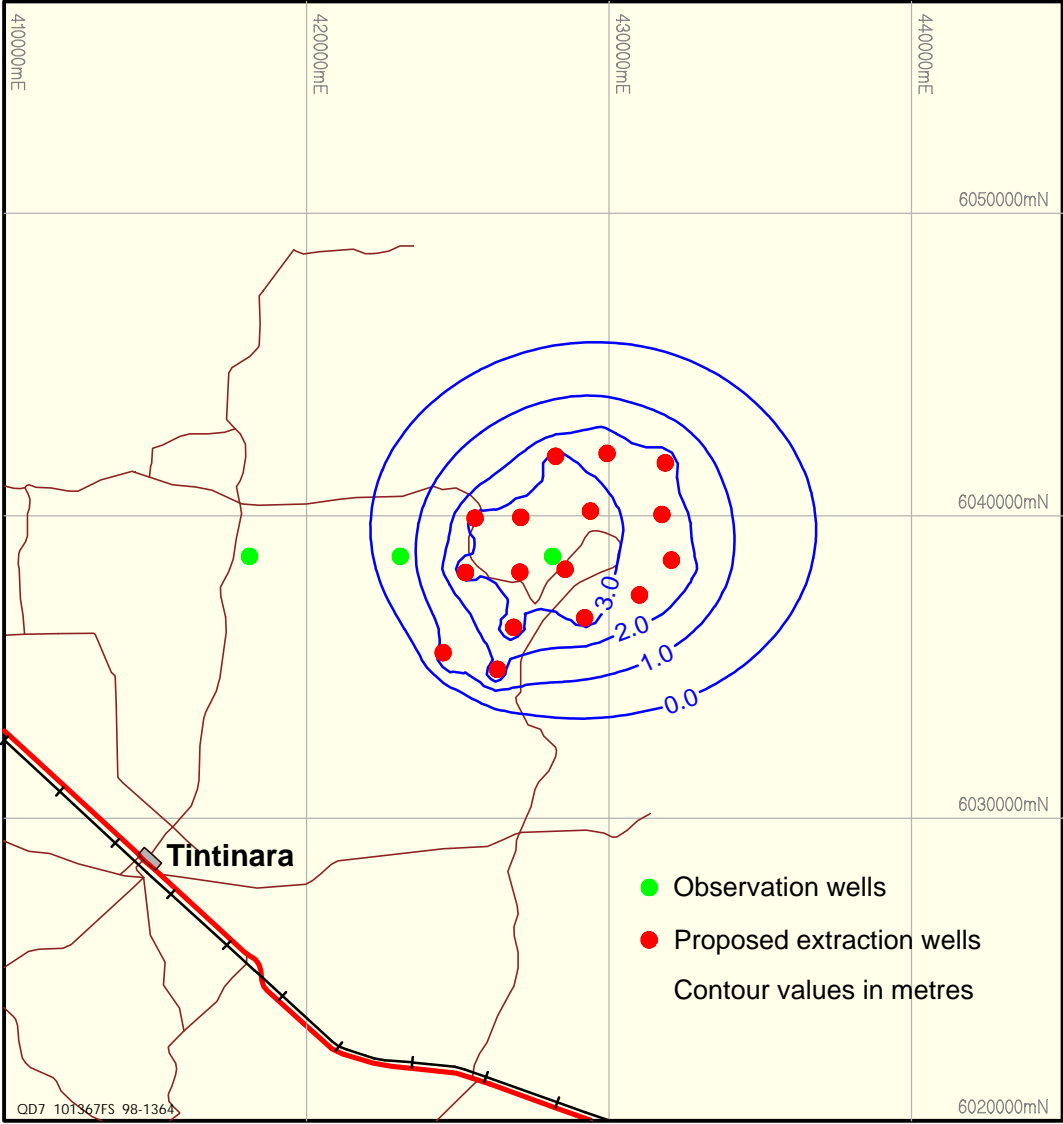 410000mE
420000mE
430000mE
440000mE
6050000mN
6040000mN
3.0
2.0
1.0
0.0
6030000mN
Tintinara
Observation wells
Proposed extraction wells
Contour values in metres
6020000mN
QD7 101367FS 98-1364